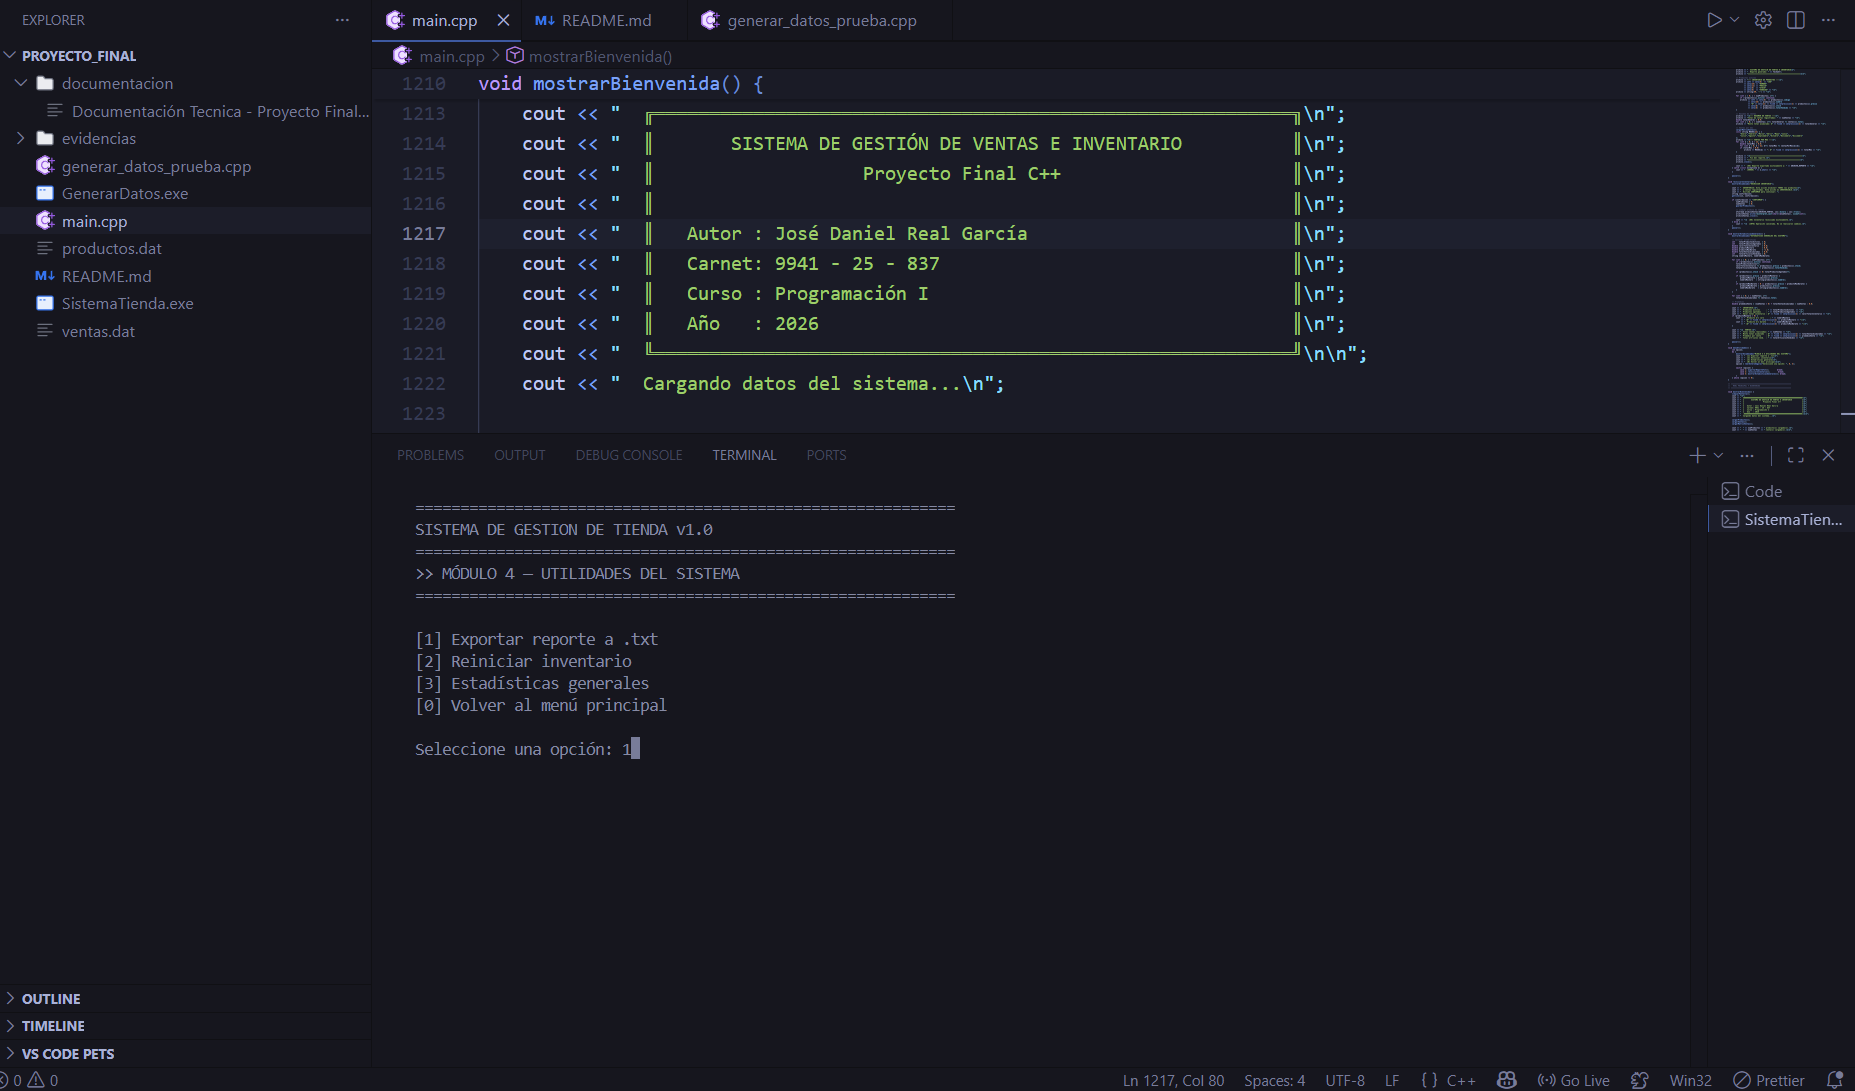 EXPLORER
PROYECTO_FINAL
documentacion
Documentación Tecnica - Proyecto Final...
evidencias
generar_datos_prueba.cpp
GenerarDatos.exe
main.cpp
productos.dat
README.md
SistemaTienda.exe
ventas.dat
OUTLINE
TIMELINE
VS CODE PETS
main.cpp
README.md
generar_datos_prueba.cpp
main.cpp > mostrarBienvenida()
1210 void mostrarBienvenida() {
1213 cout << " ╔═══════════════════════════════════════════════════════════╗\n";
1214 cout << " ║ SISTEMA DE GESTIÓN DE VENTAS E INVENTARIO ║\n";
1215 cout << " ║ Proyecto Final C++ ║\n";
1216 cout << " ║ ║\n";
1217 cout << " ║ Autor : José Daniel Real García ║\n";
1218 cout << " ║ Carnet: 9941 - 25 - 837 ║\n";
1219 cout << " ║ Curso : Programación I ║\n";
1220 cout << " ║ Año : 2026 ║\n";
1221 cout << " ╚═══════════════════════════════════════════════════════════╝\n\n";
1222 cout << " Cargando datos del sistema...\n";
1223
PROBLEMS OUTPUT DEBUG CONSOLE TERMINAL PORTS
============================================================
SISTEMA DE GESTION DE TIENDA v1.0
============================================================
>> MÓDULO 4 — UTILIDADES DEL SISTEMA
============================================================
[1] Exportar reporte a .txt
[2] Reiniciar inventario
[3] Estadísticas generales
[0] Volver al menú principal
Seleccione una opción: 1
Code
SistemaTien...
0 0
Ln 1217, Col 80 Spaces: 4 UTF-8 LF { } C++ Go Live Win32 Prettier